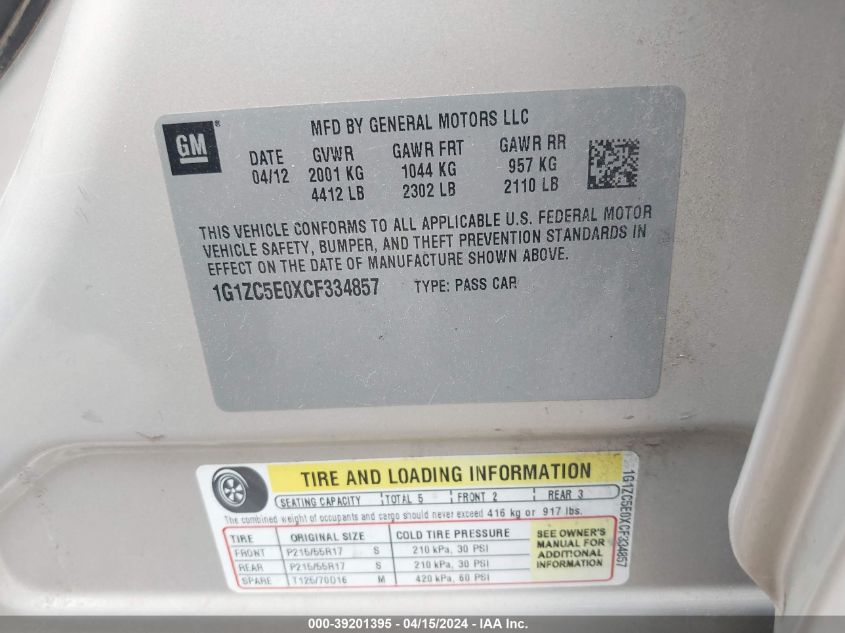 GM
MFD BY GENERAL MOTORS LLC
DATE GVWR GAWR FRT GAWR RR
04/12 2001 KG 1044 KG 957 KG
4412 LB 2302 LB 2110 LB
THIS VEHICLE CONFORMS TO ALL APPLICABLE U.S. FEDERAL MOTOR
VEHICLE SAFETY, BUMPER, AND THEFT PREVENTION STANDARDS IN
EFFECT ON THE DATE OF MANUFACTURE SHOWN ABOVE.
1G1ZC5E0XCF334857 TYPE: PASS CAR
TIRE AND LOADING INFORMATION
SEATING CAPACITY TOTAL 5 FRONT 2 REAR 3
The combined weight of occupants and cargo should never exceed 416 kg or 917 lbs.
TIRE ORIGINAL SIZE COLD TIRE PRESSURE
FRONT P215/55R17 S 210 kPa, 30 PSI
REAR P215/55R17 S 210 kPa, 30 PSI
SPARE T125/70D16 M 420 kPa, 60 PSI
SEE OWNER'S
MANUAL FOR
ADDITIONAL
INFORMATION
1G1ZC5E0XCF334857
000-39201395 - 04/15/2024 - IAA Inc.